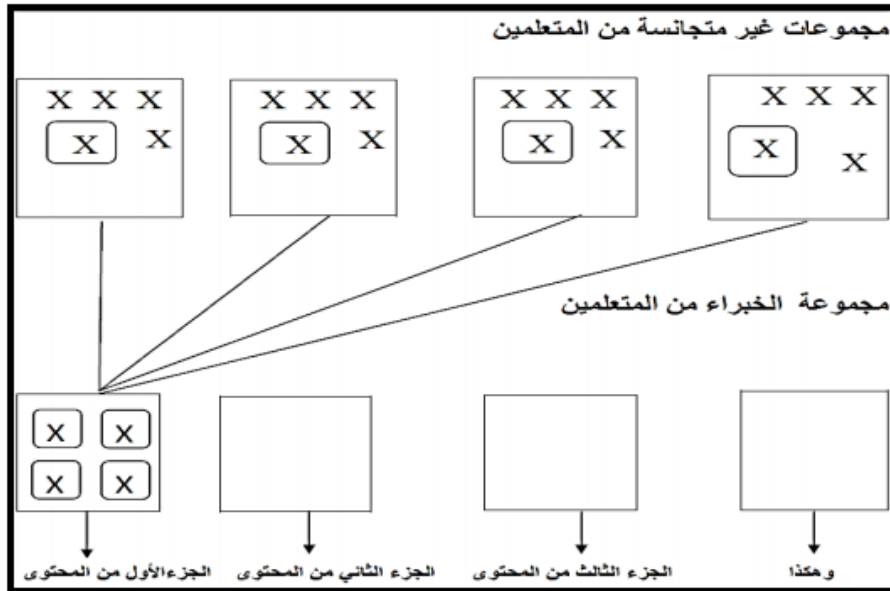 مجموعات غير متجانسة من المتعلمين
X X X X X X X X X X X X
X X X X X X X X
مجموعة الخبراء من المتعلمين
x x
x x
وهكذا الجزء الثالث من المحتوى الجزء الثاني من المحتوى الجزء الأول من المحتوى